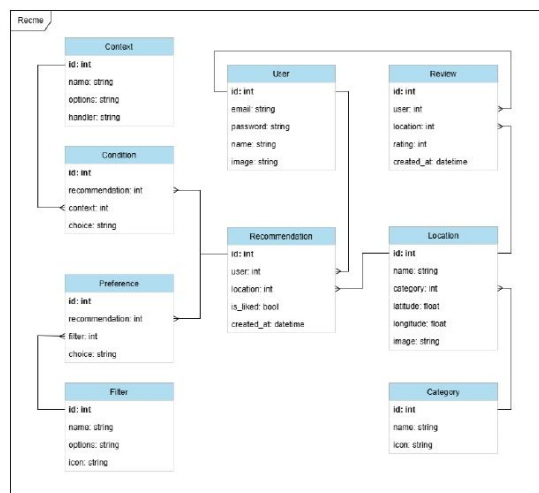 Recme
Context
id: int
name: string
options: string
handler: string
User
id: int
email: string
password: string
name: string
image: string
Review
id: int
user: int
location: int
rating: int
created_at: datetime
Condition
id: int
recommendation: int
context: int
choice: string
Recommendation
id: int
user: int
location: int
is_liked: bool
created_at: datetime
Location
id: int
name: string
category: int
latitude: float
longitude: float
image: string
Preference
id: int
recommendation: int
filter: int
choice: string
Filter
id: int
name: string
options: string
icon: string
Category
id: int
name: string
icon: string